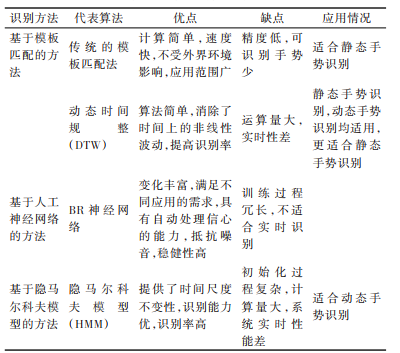 识别方法
代表算法
优点
缺点
应用情况
基于模板
匹配的方
法
传统的模
板匹配法
计算简单,速度
快,不受外界环境
影响,应用范围广
精度低,可
识别手势
少
适合静态手
势识别
动态时间
规整
(DTW)
算法简单,消除了
时间上的非线性
波动,提高识别率
运算量大,
实时性差
静态手势识
别,动态手势
识别均适用,
更适合静态
手势识别
基于人工
神经网络
的方法
BR 神经网
络
变化丰富,满足不
同应用的需求,具
有自动处理信心
的能力,抵抗噪
音,稳健性高
训练过程
冗长,不适
合实时识
别
基于隐马
尔科夫模
型的方法
隐马尔科
夫模型
(HMM)
提供了时间尺度
不变性,识别能力
优,识别率高
初始化过
程复杂,计
算量大,系
统实时性
能差
适合动态手
势识别